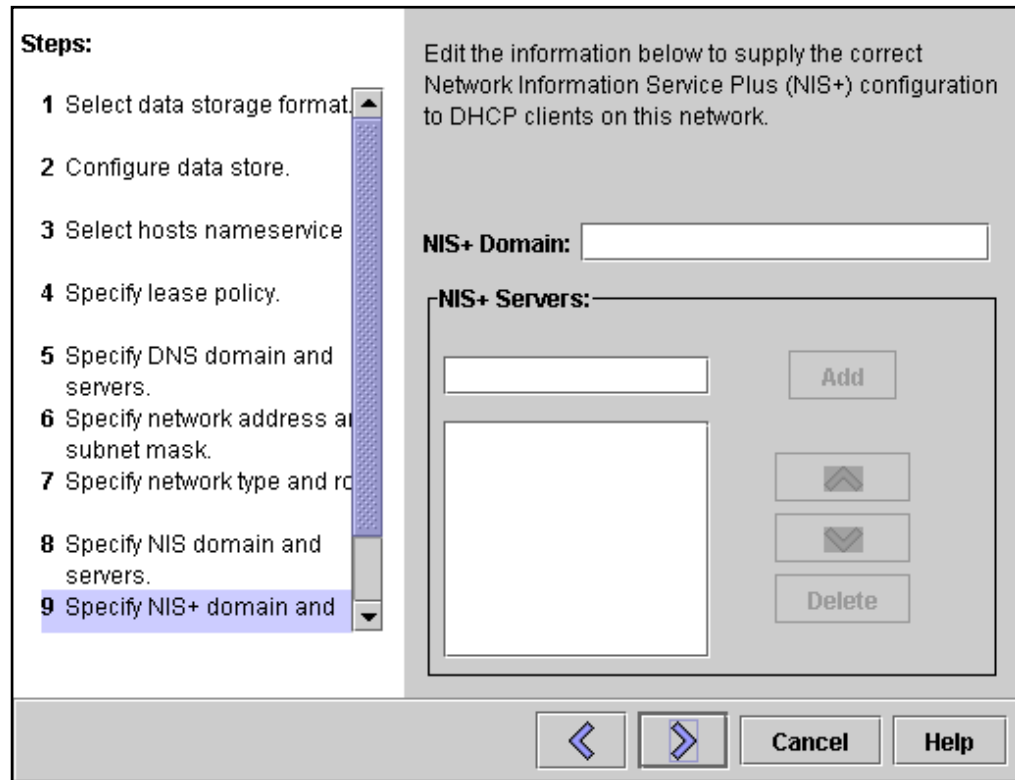 Steps:
1 Select data storage format.
2 Configure data store.
3 Select hosts nameservice
4 Specify lease policy.
5 Specify DNS domain and
servers.
6 Specify network address
subnet mask.
7 Specify network type and
8 Specify NIS domain and
servers.
9 Specify NIS+ domain and
Edit the information below to supply the correct
Network Information Service Plus (NIS+) configuration
to DHCP clients on this network.
NIS+ Domain:
NIS+ Servers:
Add
Delete
Cancel
Help